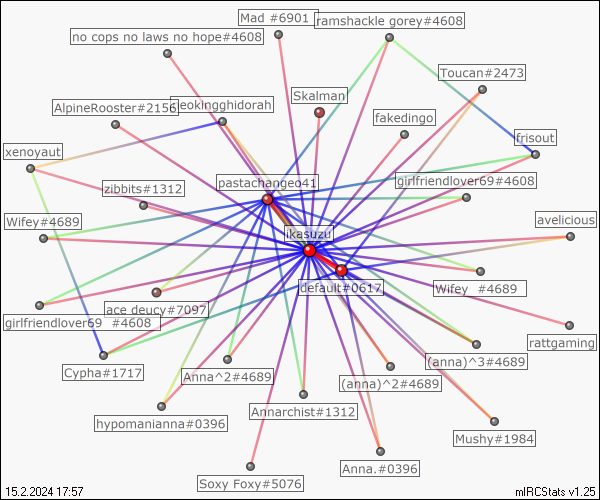 Mad #6901
ramshackle gorey#4608
no cops no laws no hope#4608
Toucan#2473
Skalman
AlpineRooster#2156
geokingghidorah
fakedingo
frisout
xenoyaut
pastachangeo41
girlfriendlover69#4608
zibbits#1312
Wifey#4689
avelicious
ikasuzu
default#0617
Wifey  #4689
ace deucy#7097
girlfriendlover69  #4608
rattgaming
Cypha#1717
Anna^2#4689
(anna)^3#4689
(anna)^2#4689
Annarchist#1312
hypomanianna#0396
Mushy#1984
Anna.#0396
Soxy Foxy#5076
15.2.2024 17:57
mIRCStats v1.25